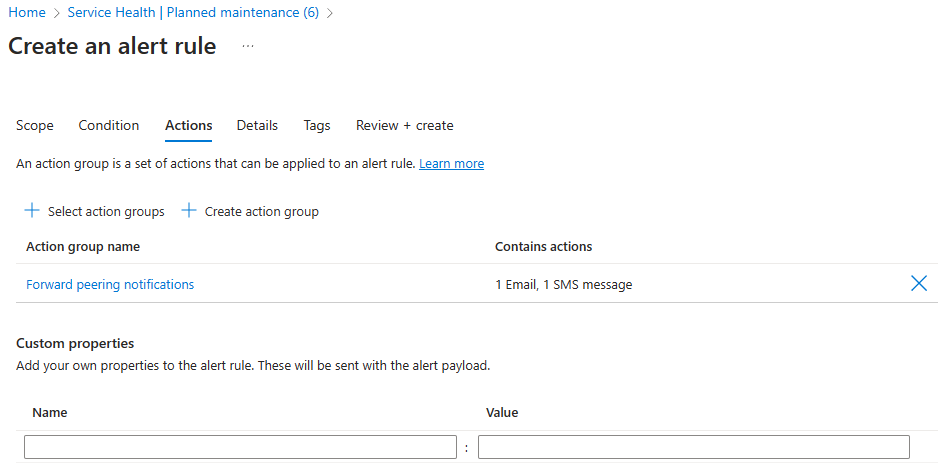 Home > Service Health | Planned maintenance (6) >
Create an alert rule ...
Scope Condition Actions Details Tags Review + create
An action group is a set of actions that can be applied to an alert rule. Learn more
+ Select action groups + Create action group
Action group name Contains actions
Forward peering notifications 1 Email, 1 SMS message
Custom properties
Add your own properties to the alert rule. These will be sent with the alert payload.
Name Value
: